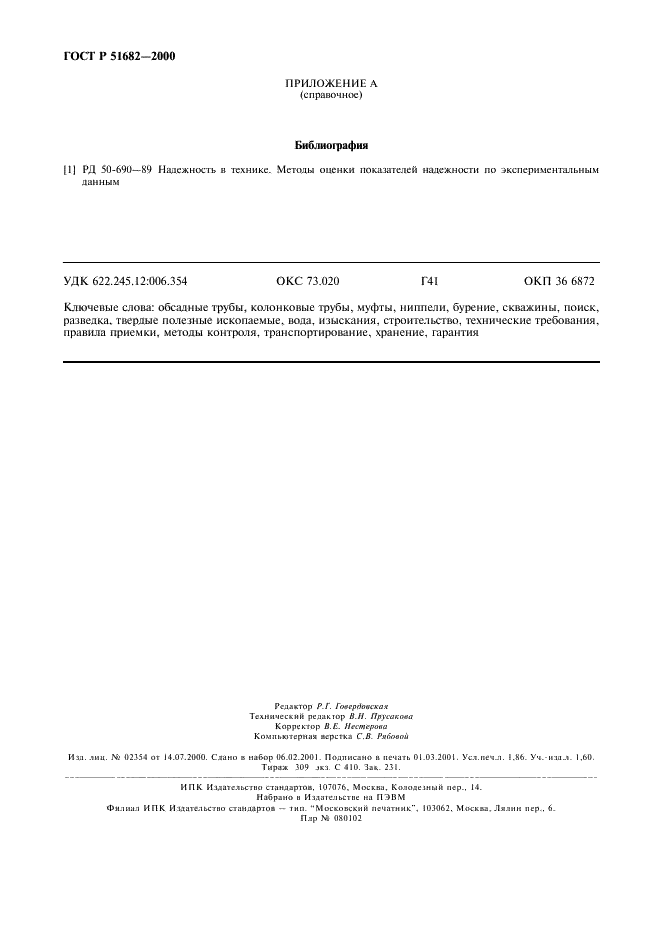 ГОСТ Р 51682—2000
ПРИЛОЖЕНИЕ А
(справочное)
Библиография
[1] РД 50-690—89 Надежность в технике. Методы оценки показателей надежности по экспериментальным
данным
УДК 622.245.12:006.354 ОКС 73.020 Г41 ОКП 36 6872
Ключевые слова: обсадные трубы, колонковые трубы, муфты, ниппели, бурение, скважины, поиск,
разведка, твердые полезные ископаемые, вода, изыскания, строительство, технические требования,
правила приемки, методы контроля, транспортирование, хранение, гарантия
Редактор Р.Г. Говердовская
Технический редактор В.Н. Прусакова
Корректор В.Е. Нестерова
Компьютерная верстка С.В. Рябовой
Изд. лиц. № 02354 от 14.07.2000. Сдано в набор 06.02.2001. Подписано в печать 01.03.2001. Усл.печ.л. 1,86. Уч.-изд.л. 1,60.
Тираж 309 экз. С 410. Зак. 231.
ИПК Издательство стандартов, 107076, Москва, Колодезный пер., 14.
Набрано в Издательстве на ПЭВМ
Филиал ИПК Издательство стандартов — тип. “Московский печатник”, 103062, Москва, Лялин пер., 6.
Плр № 080102